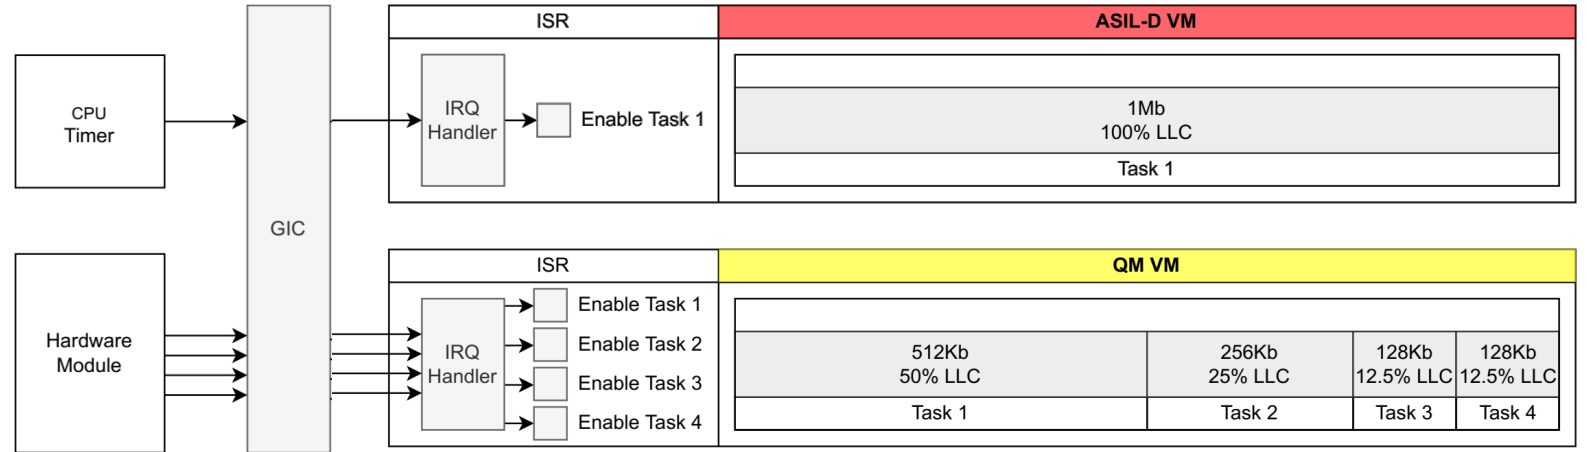 ISR
ASIL-D VM
CPU
Timer
IRQ
Handler
Enable Task 1
1Mb
100% LLC
Task 1
GIC
ISR
QM VM
Hardware
Module
IRQ
Handler
Enable Task 1
Enable Task 2
Enable Task 3
Enable Task 4
512Kb
50% LLC
256Kb
25% LLC
128Kb
12.5% LLC
128Kb
12.5% LLC
Task 1
Task 2
Task 3
Task 4